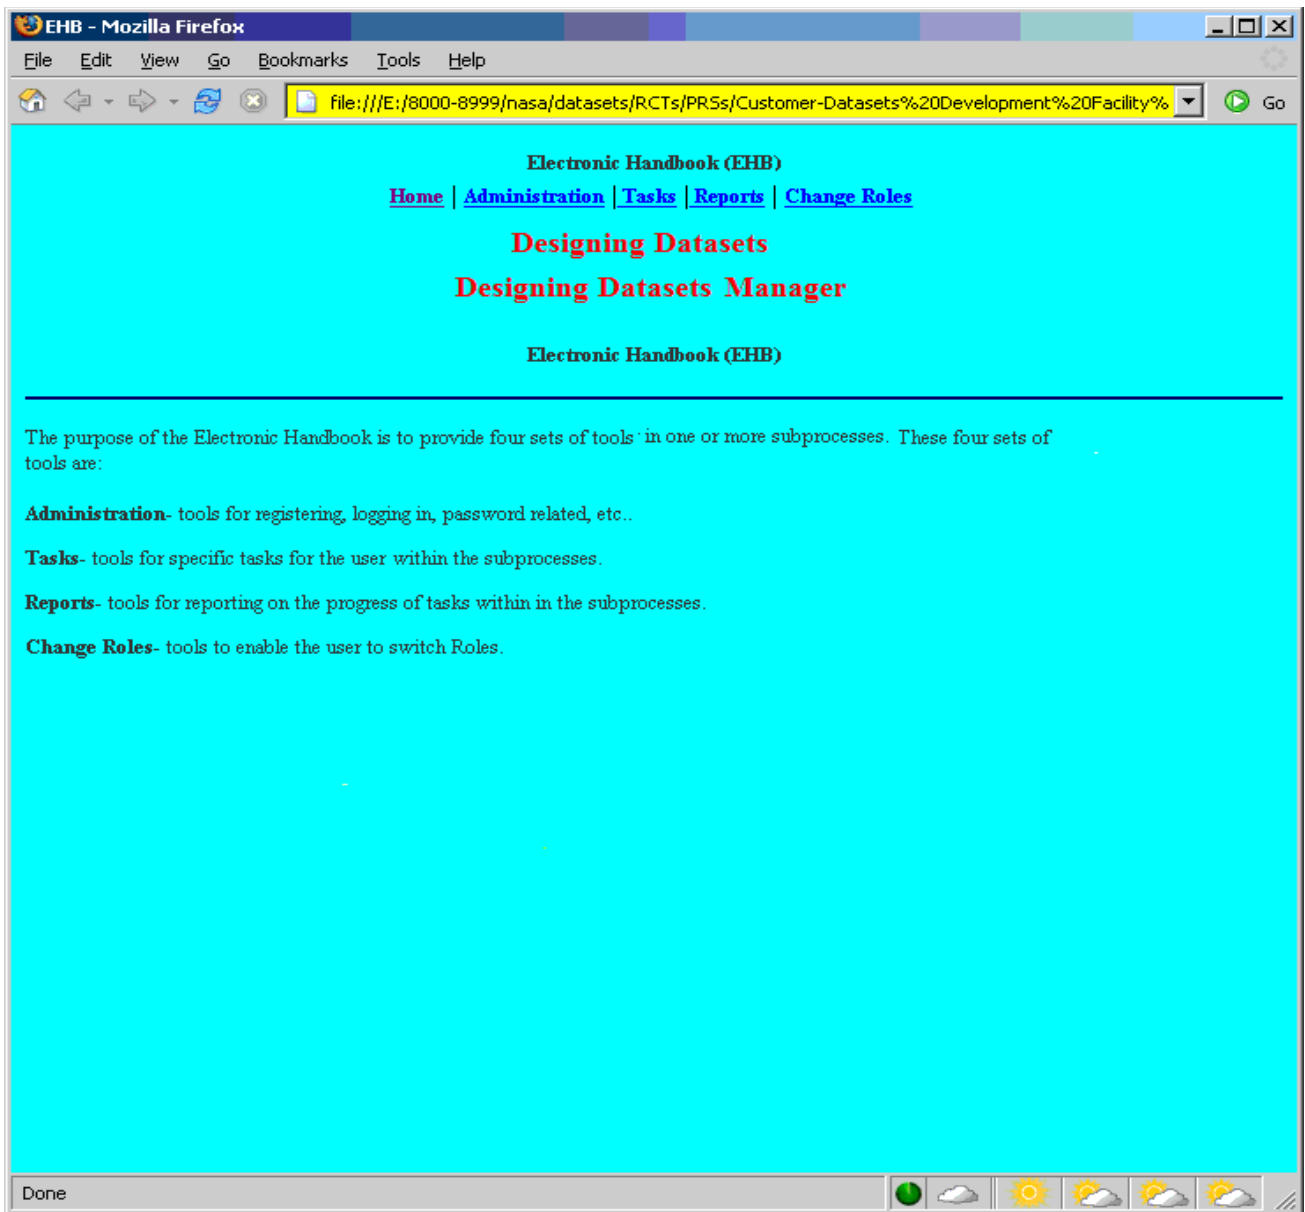 EHB - Mozilla Firefox
File Edit View Go Bookmarks Tools Help
file:///E:/8000-8999/nasa/datasets/RCTs/PRSs/Customer-Datasets%20Development%20Facility% Go
Electronic Handbook (EHB)
Home | Administration | Tasks | Reports | Change Roles
Designing Datasets
Designing Datasets Manager
Electronic Handbook (EHB)
The purpose of the Electronic Handbook is to provide four sets of tools in one or more subprocesses. These four sets of
tools are:
Administration- tools for registering, logging in, password related, etc..
Tasks- tools for specific tasks for the user within the subprocesses.
Reports- tools for reporting on the progress of tasks within in the subprocesses.
Change Roles- tools to enable the user to switch Roles.
Done